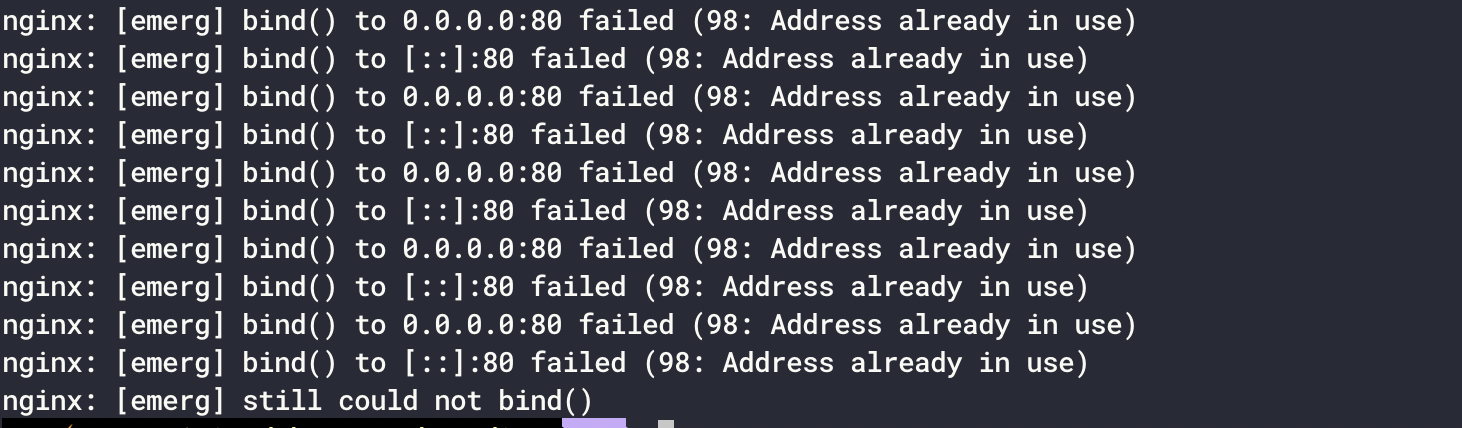 nginx: [emerg] bind() to 0.0.0.0:80 failed (98: Address already in use)
nginx: [emerg] bind() to [::]:80 failed (98: Address already in use)
nginx: [emerg] bind() to 0.0.0.0:80 failed (98: Address already in use)
nginx: [emerg] bind() to [::]:80 failed (98: Address already in use)
nginx: [emerg] bind() to 0.0.0.0:80 failed (98: Address already in use)
nginx: [emerg] bind() to [::]:80 failed (98: Address already in use)
nginx: [emerg] bind() to 0.0.0.0:80 failed (98: Address already in use)
nginx: [emerg] bind() to [::]:80 failed (98: Address already in use)
nginx: [emerg] bind() to 0.0.0.0:80 failed (98: Address already in use)
nginx: [emerg] bind() to [::]:80 failed (98: Address already in use)
nginx: [emerg] still could not bind()